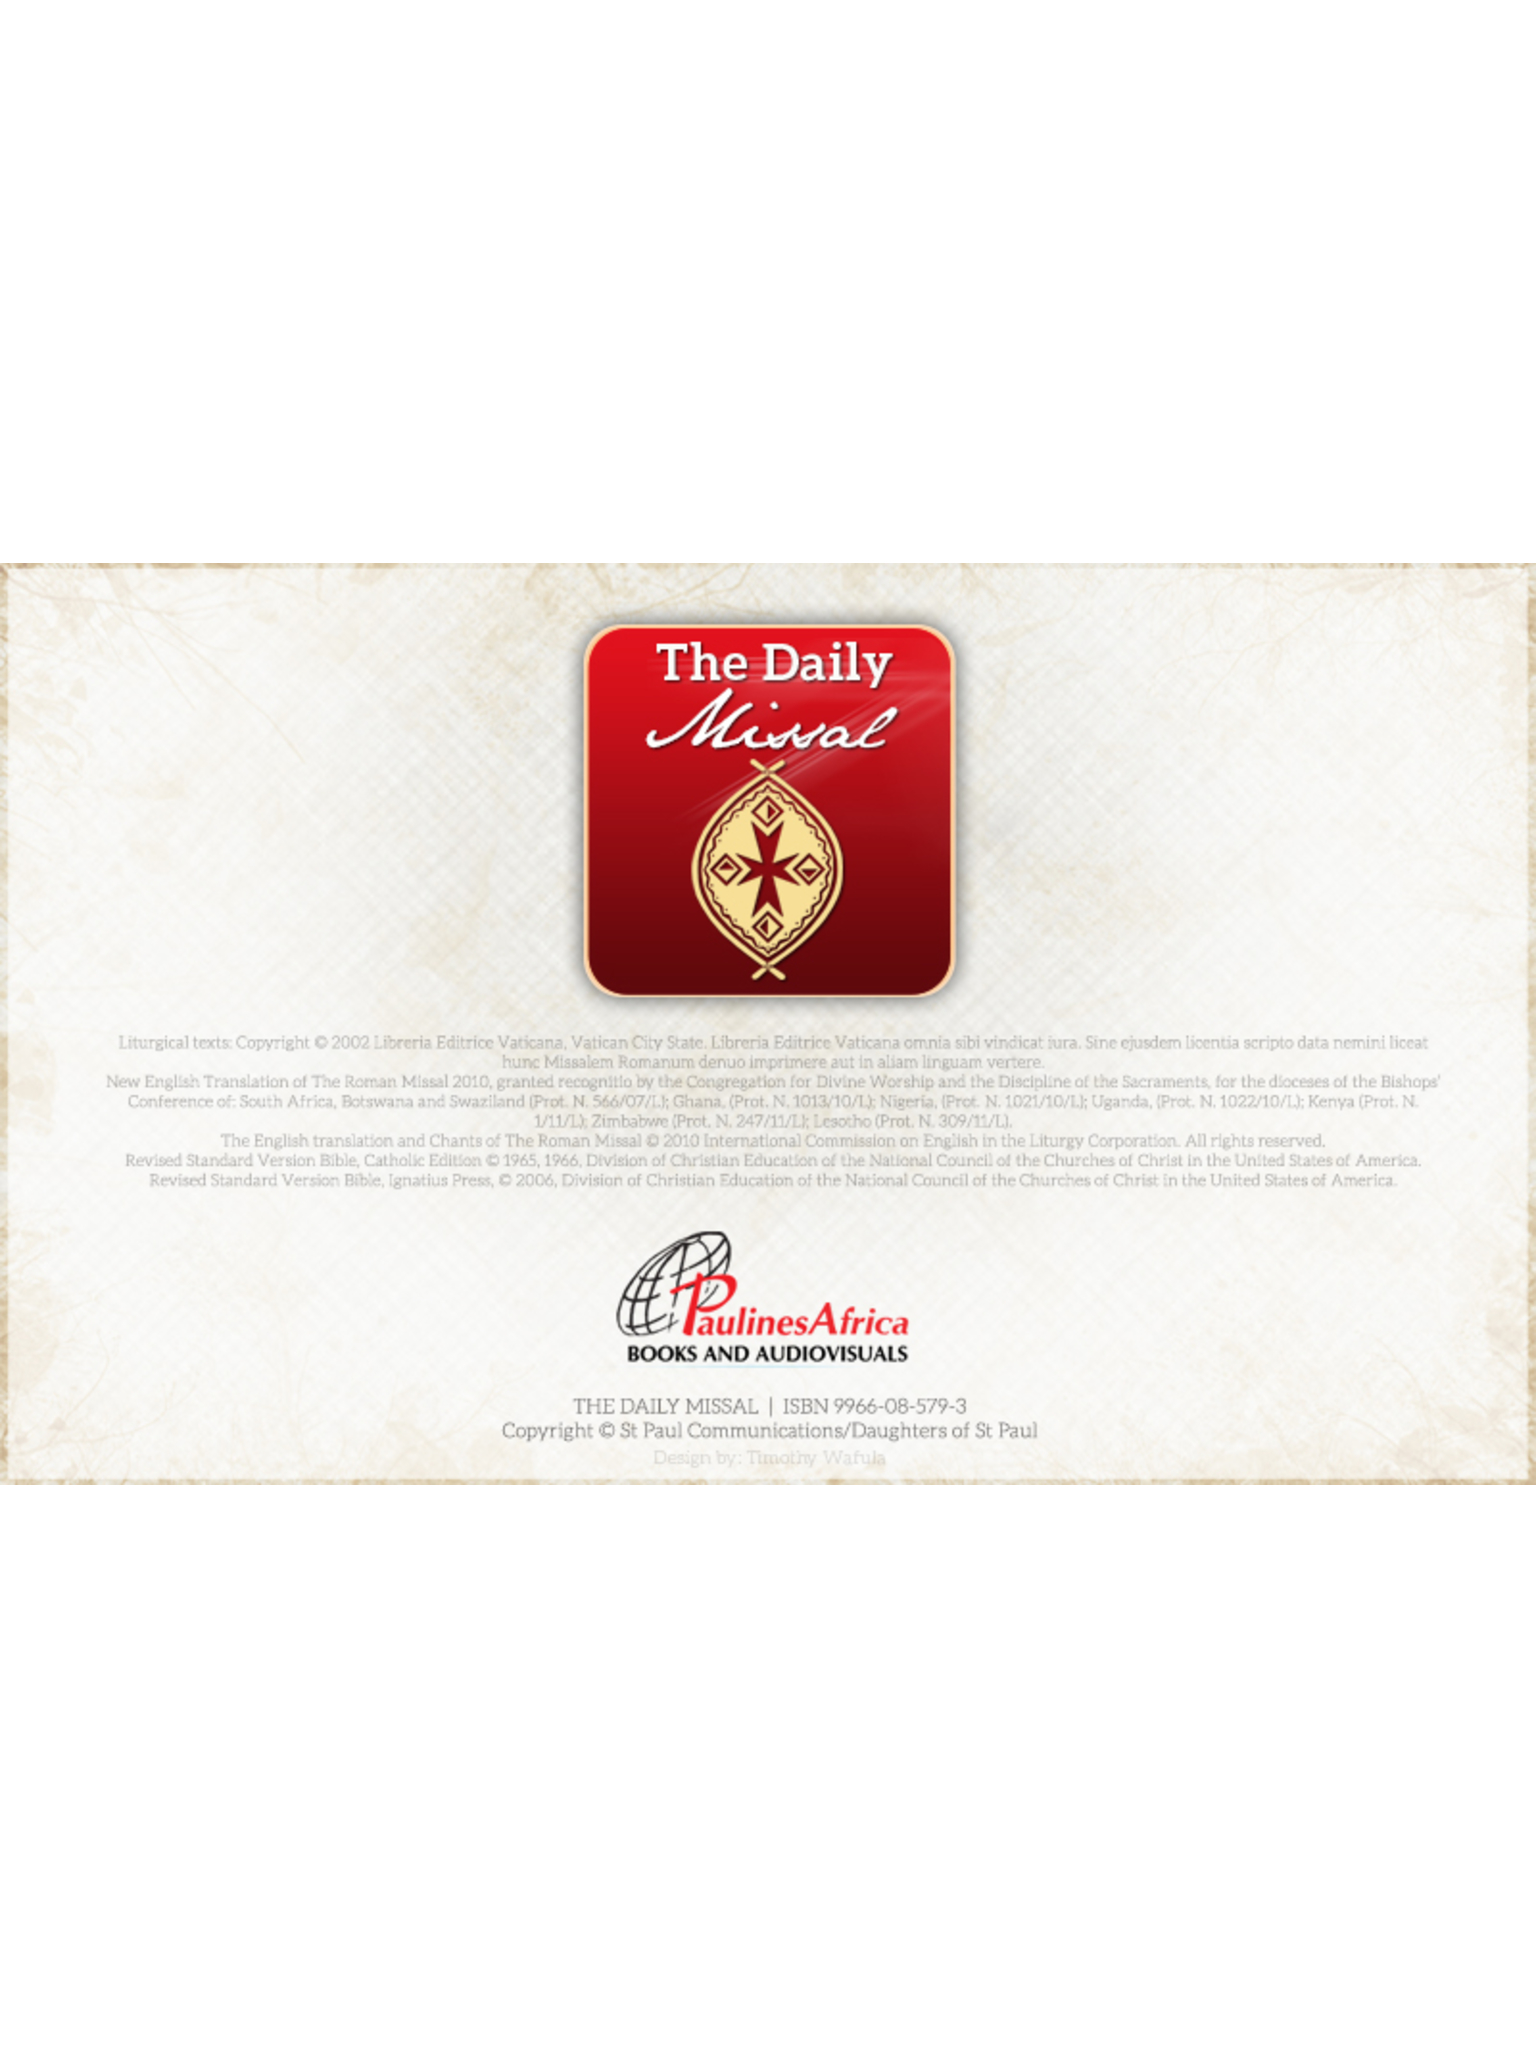 The Daily
Missal
Liturgical texts: Copyright © 2002 Libreria Editrice Vaticana, Vatican City State. Libreria Editrice Vaticana omnia sibi vindicat iura. Sine ejusdem licentia scripto data nemini liceat
hunc Missalem Romanum denuo imprimere aut in aliam linguam vertere.
New English Translation of The Roman Missal 2010, granted recognitio by the Congregation for Divine Worship and the Discipline of the Sacraments, for the dioceses of the Bishops'
Conference of: South Africa, Botswana and Swaziland (Prot. N. 566/07/L); Ghana, (Prot. N. 1013/10/L); Nigeria, (Prot. N. 1021/10/L); Uganda, (Prot. N. 1022/10/L); Kenya (Prot. N.
1/11/L); Zimbabwe (Prot. N. 247/11/L); Lesotho (Prot. N. 309/11/L).
The English translation and Chants of The Roman Missal © 2010 International Commission on English in the Liturgy Corporation. All rights reserved.
Revised Standard Version Bible, Catholic Edition © 1965, 1966, Division of Christian Education of the National Council of the Churches of Christ in the United States of America.
Revised Standard Version Bible, Ignatius Press, © 2006, Division of Christian Education of the National Council of the Churches of Christ in the United States of America.
PaulinesAfrica
BOOKS AND AUDIOVISUALS
THE DAILY MISSAL | ISBN 9966-08-579-3
Copyright © St Paul Communications/Daughters of St Paul
Design by: Timothy Wafula